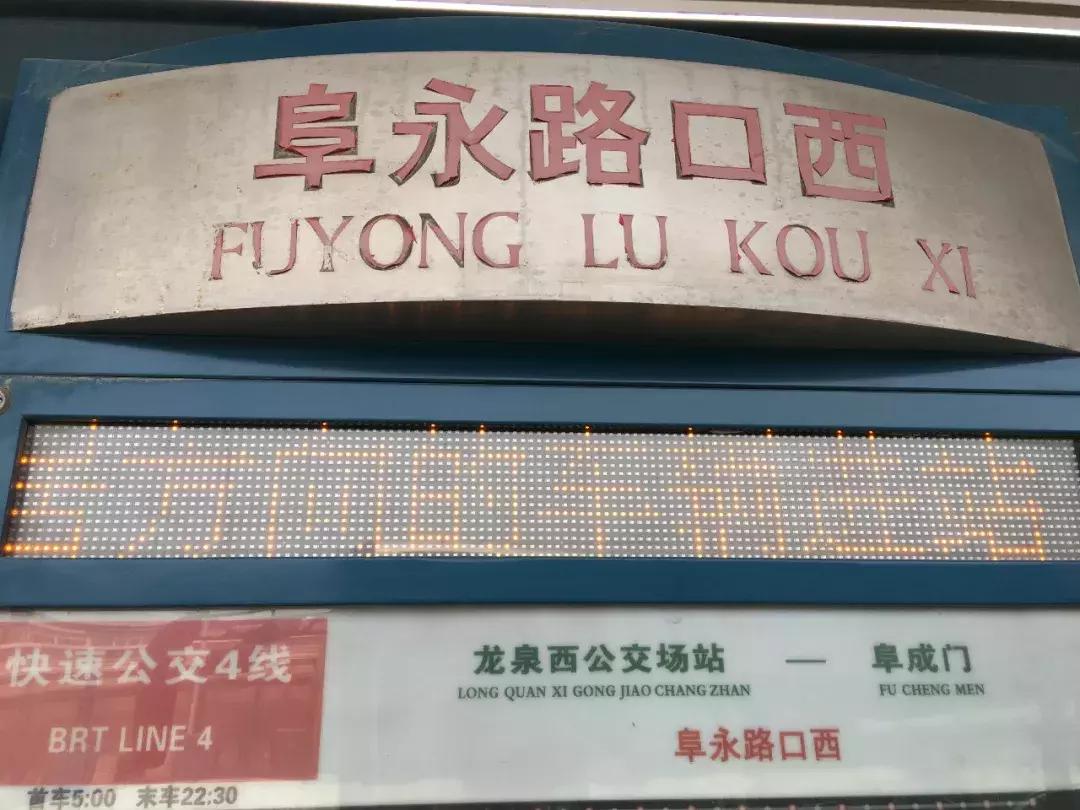 阜永路口西
FUYONG LU KOU XI
方向的车辆进站
快速公交4线
BRT LINE 4
首车5:00 末车22:30
龙泉西公交场站 — 阜成门
LONG QUAN XI GONG JIAO CHANG ZHAN FU CHENG MEN
阜永路口西